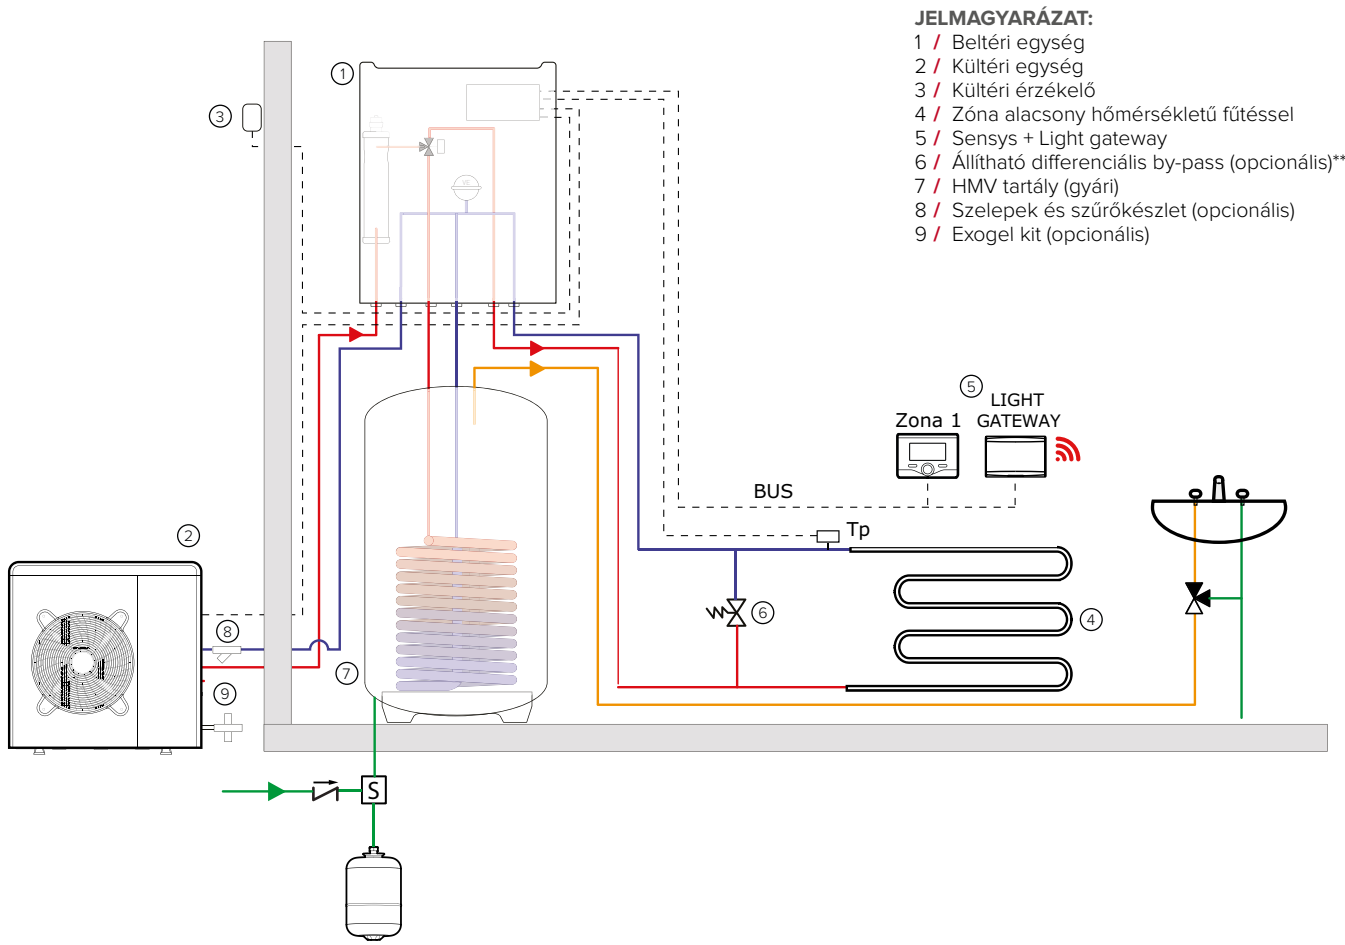 JELMAGYARÁZAT:
1 / Beltéri egység
2 / Kültéri egység
3 / Kültéri érzékelő
4 / Zóna alacsony hőmérsékletű fűtéssel
5 / Sensys + Light gateway
6 / Állítható differenciális by-pass (opcionális)**
7 / HMV tartály (gyári)
8 / Szelepek és szűrőkészlet (opcionális)
9 / Exogel kit (opcionális)
1
3
5
LIGHT
Zona 1 GATEWAY
BUS
Tp
2
6
4
8
7
9
S